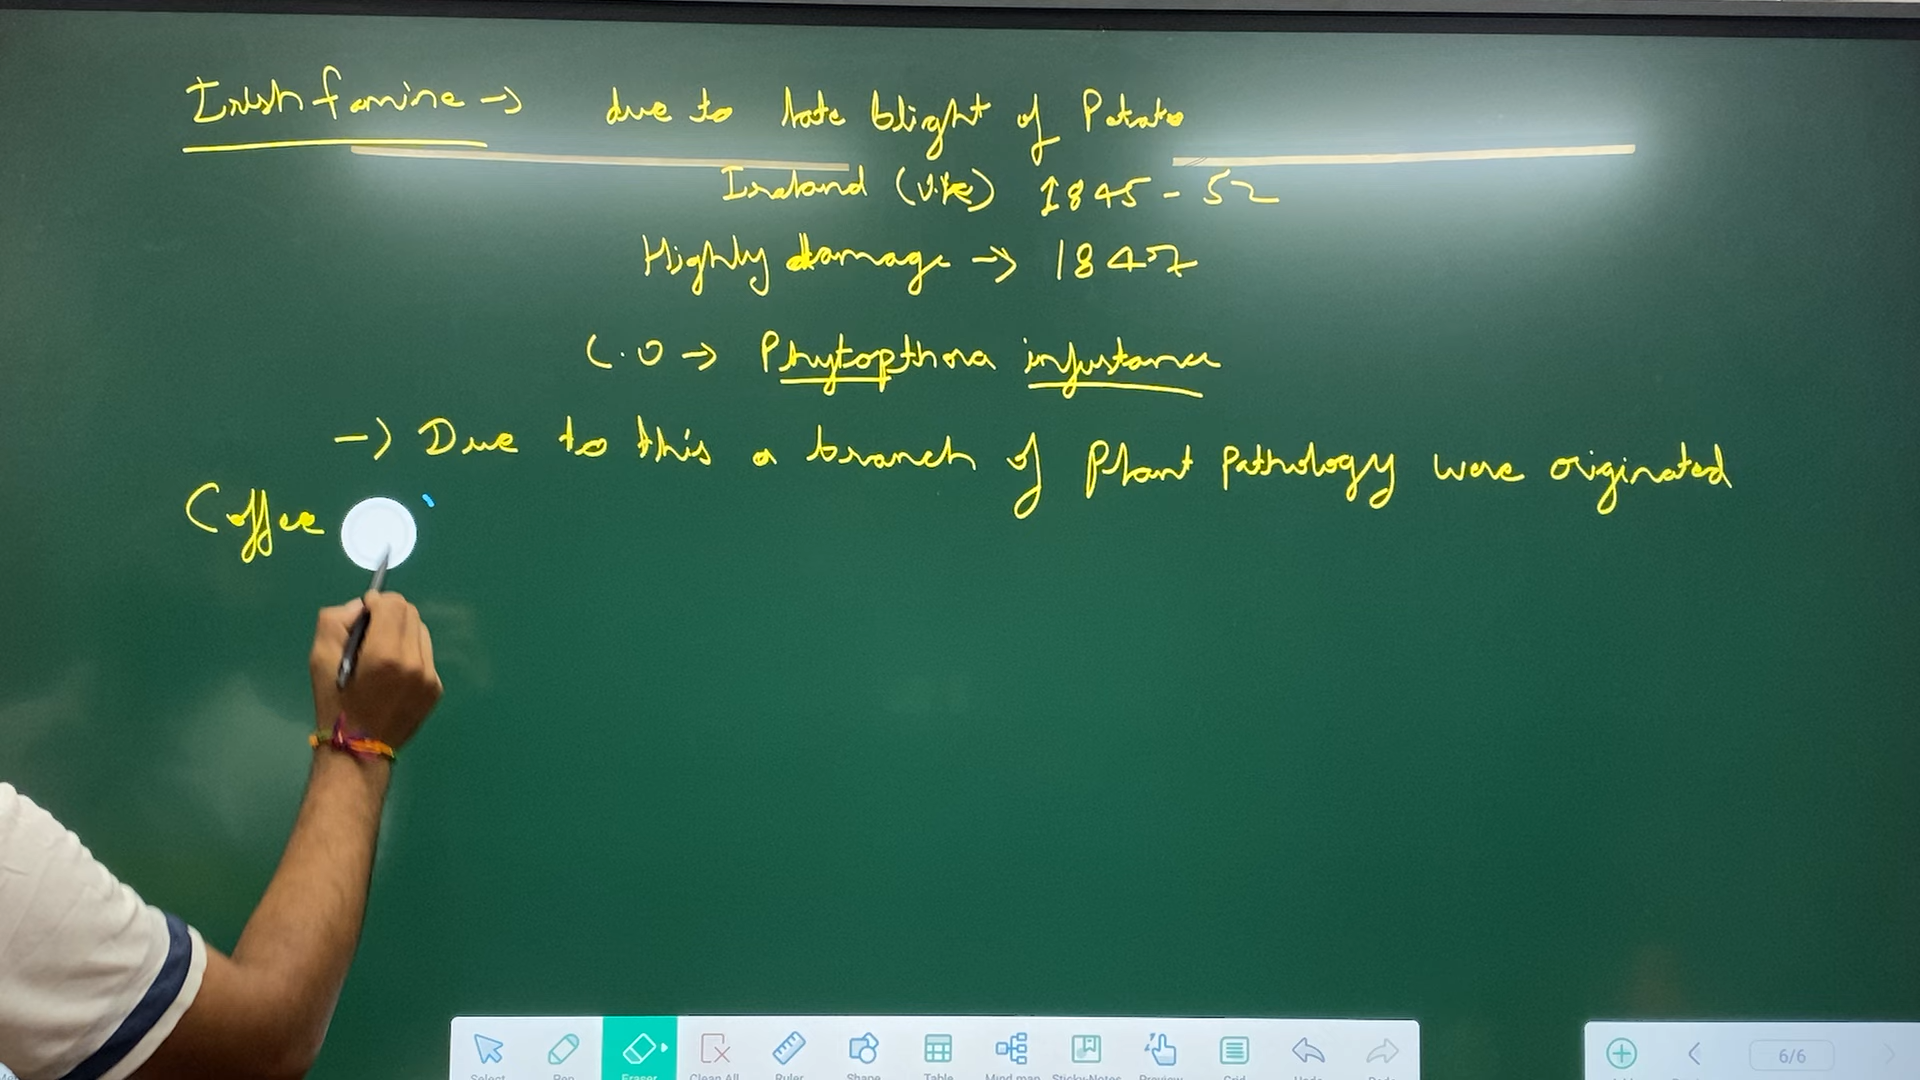 Irish famine → due to late blight of Potato
Ireland (U.K) 1845 - 52
Highly damage → 1847
C.O → Phytopthora infustance
→ Due to this a branch of Plant Pathology were originated
Coffee
Select Pen Eraser Clean All Ruler Shape Table Mind map Sticky Notes Preview Grid Undo Redo
6/6